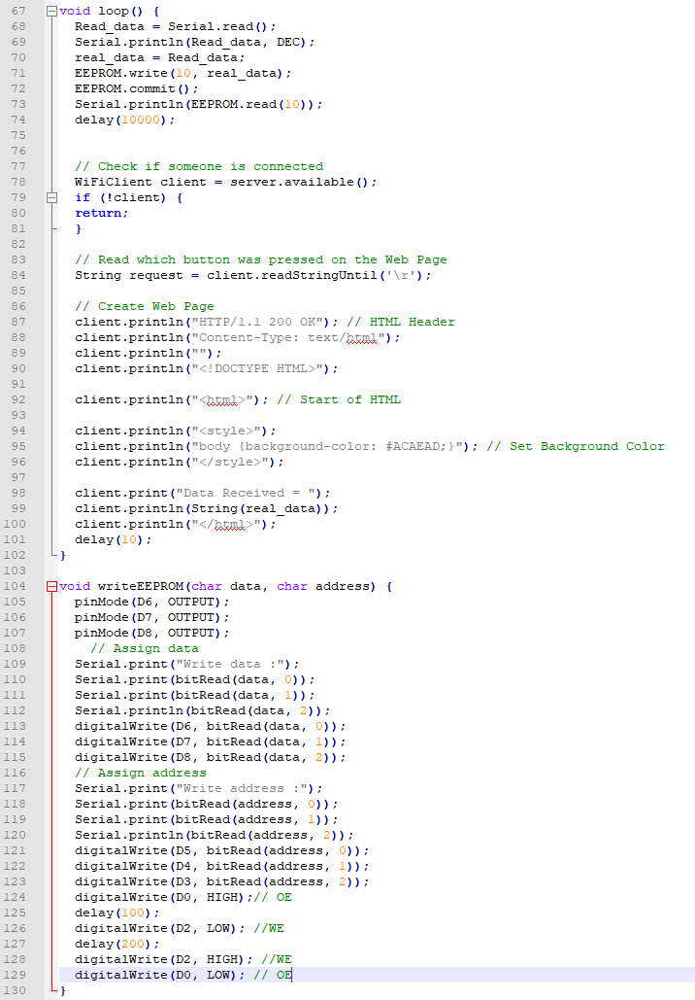 67 void loop() {
68 Read_data = Serial.read();
69 Serial.println(Read_data, DEC);
70 real_data = Read_data;
71 EEPROM.write(10, real_data);
72 EEPROM.commit();
73 Serial.println(EEPROM.read(10));
74 delay(10000);
75
76
77 // Check if someone is connected
78 WiFiClient client = server.available();
79 if (!client) {
80 return;
81 }
82
83 // Read which button was pressed on the Web Page
84 String request = client.readStringUntil('\r');
85
86 // Create Web Page
87 client.println("HTTP/1.1 200 OK"); // HTML Header
88 client.println("Content-Type: text/html");
89 client.println("");
90 client.println("<!DOCTYPE HTML>");
91
92 client.println("<html>"); // Start of HTML
93
94 client.println("<style>");
95 client.println("body {background-color: #ACAEAD;}"); // Set Background Color
96 client.println("</style>");
97
98 client.print("Data Received = ");
99 client.println(String(real_data));
100 client.println("</html>");
101 delay(10);
102 }
103
104 void writeEEPROM(char data, char address) {
105 pinMode(D6, OUTPUT);
106 pinMode(D7, OUTPUT);
107 pinMode(D8, OUTPUT);
108 // Assign data
109 Serial.print("Write data :");
110 Serial.print(bitRead(data, 0));
111 Serial.print(bitRead(data, 1));
112 Serial.println(bitRead(data, 2));
113 digitalWrite(D6, bitRead(data, 0));
114 digitalWrite(D7, bitRead(data, 1));
115 digitalWrite(D8, bitRead(data, 2));
116 // Assign address
117 Serial.print("Write address :");
118 Serial.print(bitRead(address, 0));
119 Serial.print(bitRead(address, 1));
120 Serial.println(bitRead(address, 2));
121 digitalWrite(D5, bitRead(address, 0));
122 digitalWrite(D4, bitRead(address, 1));
123 digitalWrite(D3, bitRead(address, 2));
124 digitalWrite(D0, HIGH);// OE
125 delay(100);
126 digitalWrite(D2, LOW); //WE
127 delay(200);
128 digitalWrite(D2, HIGH); //WE
129 digitalWrite(D0, LOW); // OE
130 }